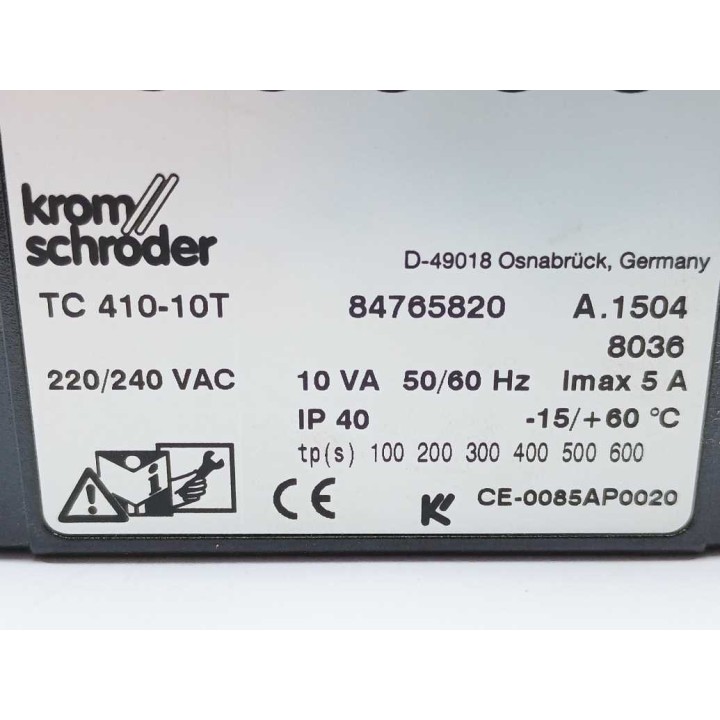 krom
schroder
D-49018 Osnabrück, Germany
TC 410-10T 84765820 A.1504
8036
220/240 VAC 10 VA 50/60 Hz Imax 5 A
IP 40 -15/+60 °C
tp(s) 100 200 300 400 500 600
CE K CE-0085AP0020